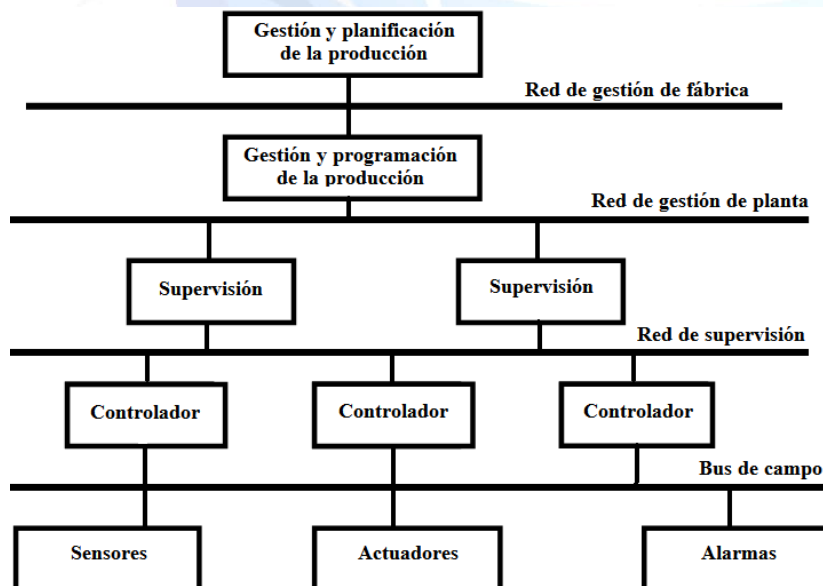 Gestión y planificación
de la producción
Red de gestión de fábrica
Gestión y programación
de la producción
Red de gestión de planta
Supervisión
Supervisión
Red de supervisión
Controlador
Controlador
Controlador
Bus de campo
Sensores
Actuadores
Alarmas